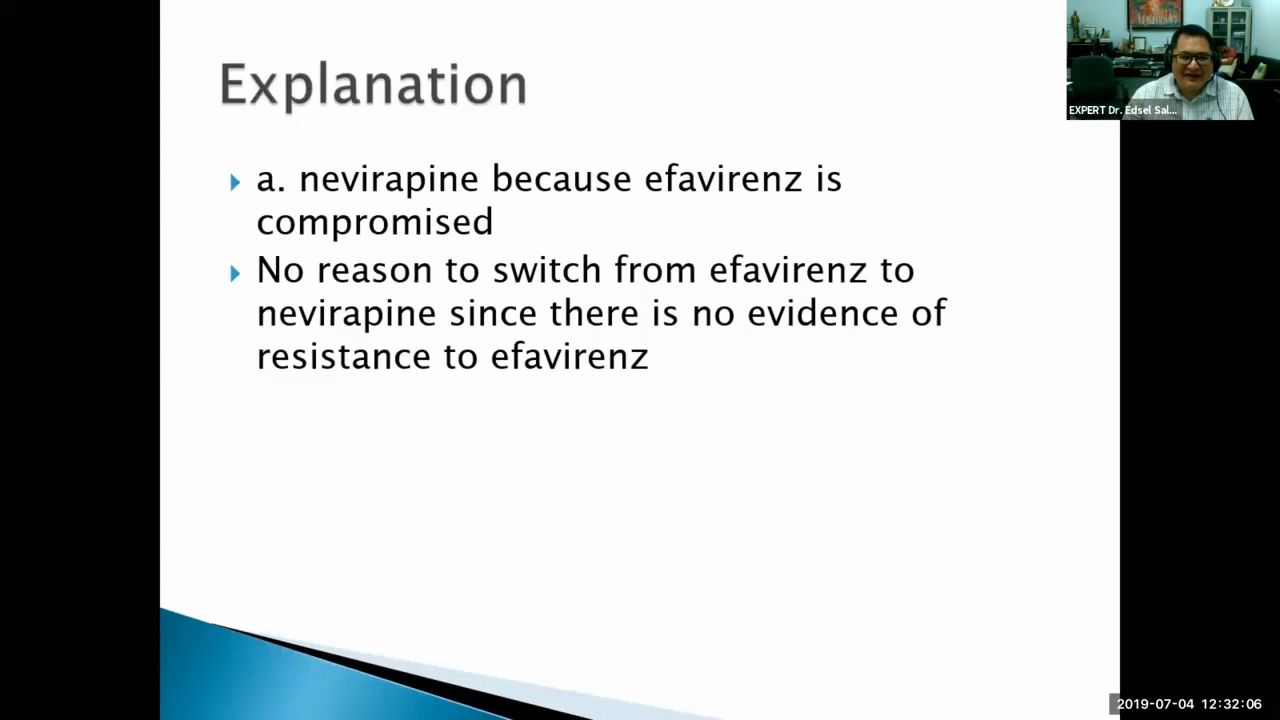 Explanation
a. nevirapine because efavirenz is
compromised
No reason to switch from efavirenz to
nevirapine since there is no evidence of
resistance to efavirenz
EXPERT Dr. Edsel Sal...
2019-07-04 12:32:06